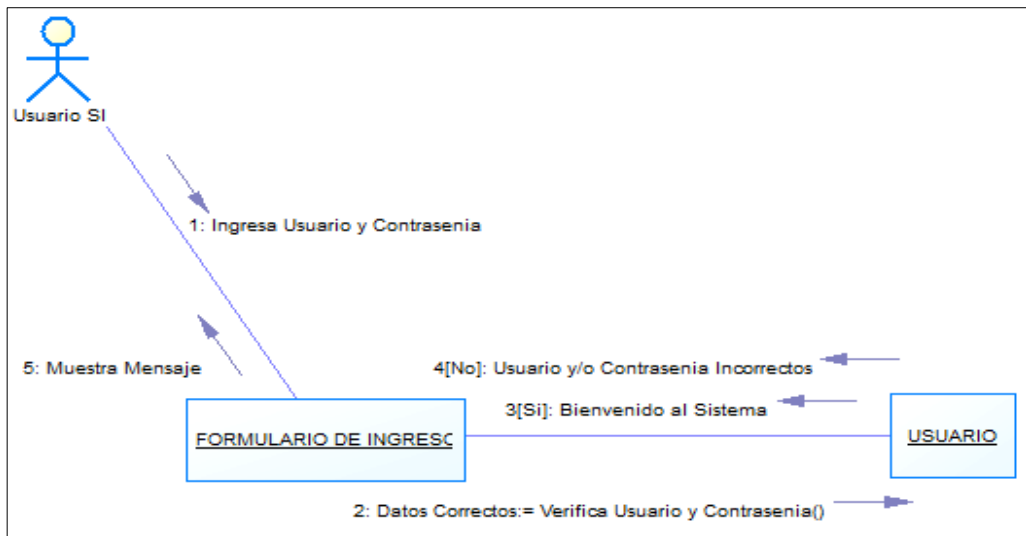 Usuario SI
1: Ingresa Usuario y Contrasenia
5: Muestra Mensaje
4[No]: Usuario y/o Contrasenia Incorrectos
3[Si]: Bienvenido al Sistema
FORMULARIO DE INGRESC
USUARIO
2: Datos Correctos:= Verifica Usuario y Contrasenia()